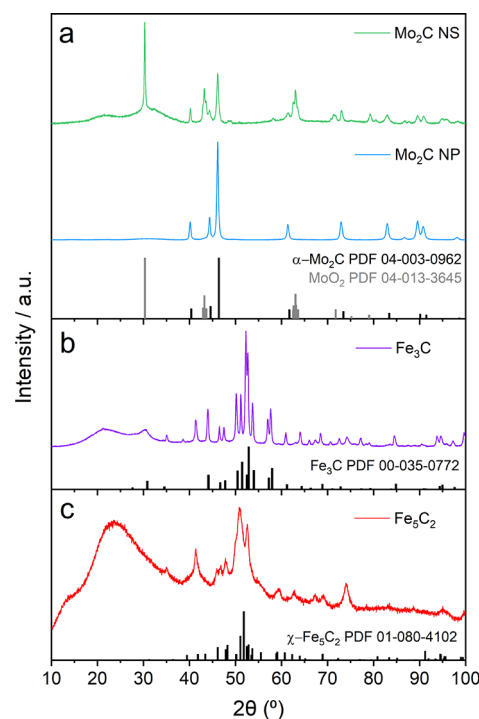 a
Mo₂C NS
Mo₂C NP
α–Mo₂C PDF 04-003-0962
MoO₂ PDF 04-013-3645
b
Fe₃C
Fe₃C PDF 00-035-0772
c
Fe₅C₂
χ–Fe₅C₂ PDF 01-080-4102
Intensity / a.u.
10 20 30 40 50 60 70 80 90 100
2θ (º)